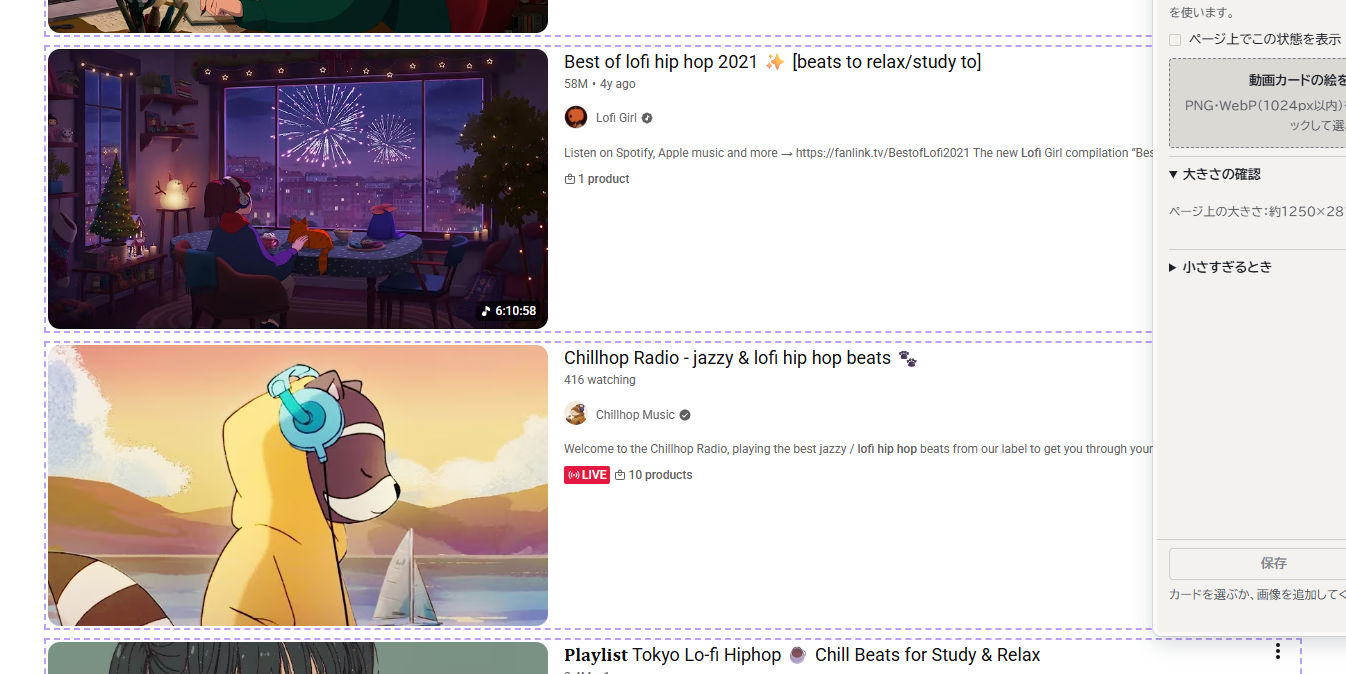 Best of lofi hip hop 2021 ✨ [beats to relax/study to]
58M • 4y ago
Lofi Girl
Listen on Spotify, Apple music and more → https://fanlink.tv/BestofLofi2021 The new Lofi Girl compilation “Bes
1 product
6:10:58
Chillhop Radio - jazzy & lofi hip hop beats 🐾
416 watching
Chillhop Music
Welcome to the Chillhop Radio, playing the best jazzy / lofi hip hop beats from our label to get you through your
LIVE 10 products
Playlist Tokyo Lo-fi Hiphop Chill Beats for Study & Relax
を使います。
ページ上でこの状態を表示
動画カードの絵を
PNG・WebP(1024px以内)
ックして選
▼ 大きさの確認
ページ上の大きさ：約1250×28
▶ 小さすぎるとき
保存
カードを選ぶか、画像を追加してく